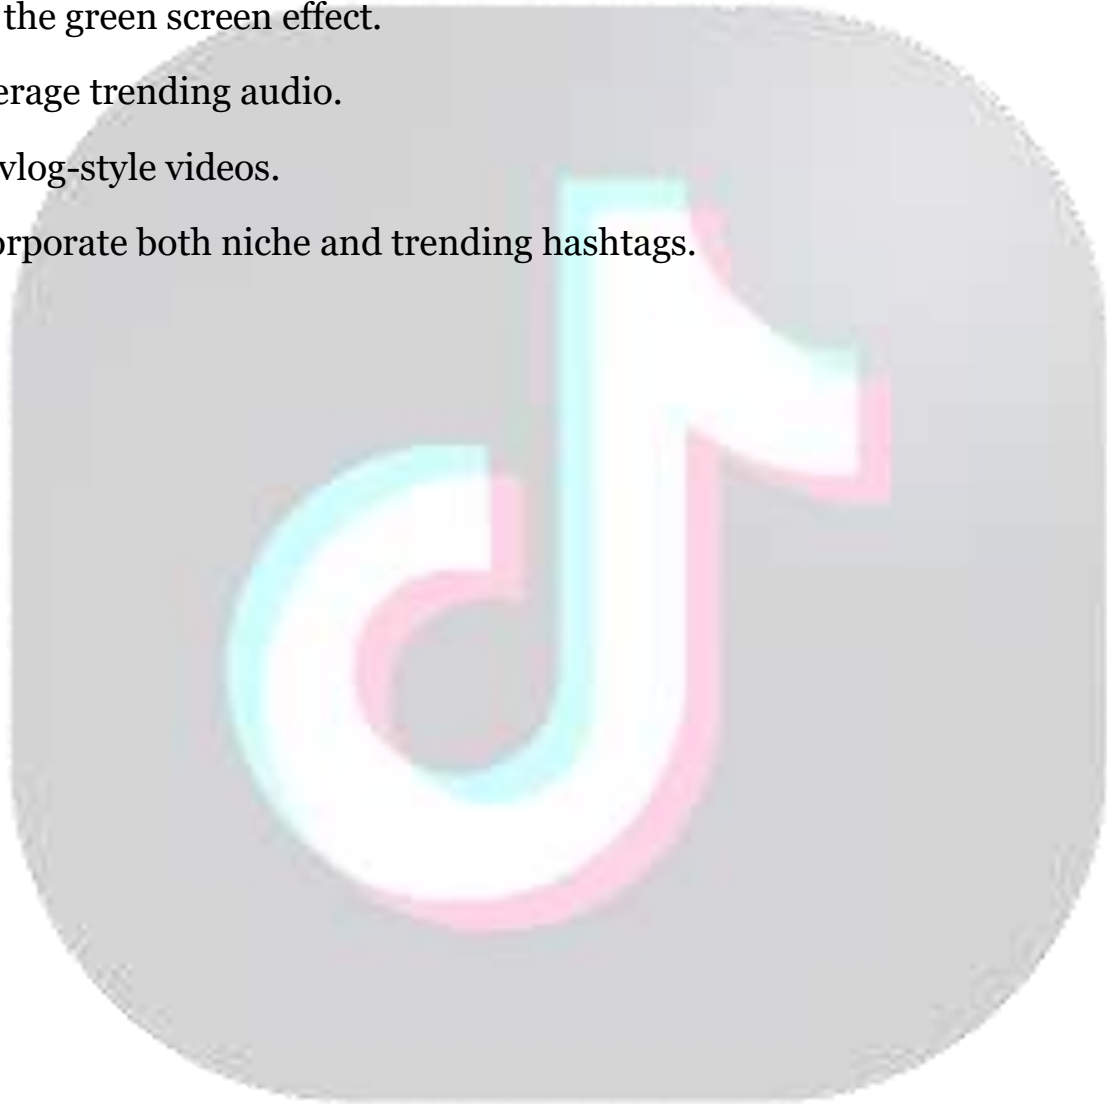 the green screen effect.
erage trending audio.
vlog-style videos.
orporate both niche and trending hashtags.